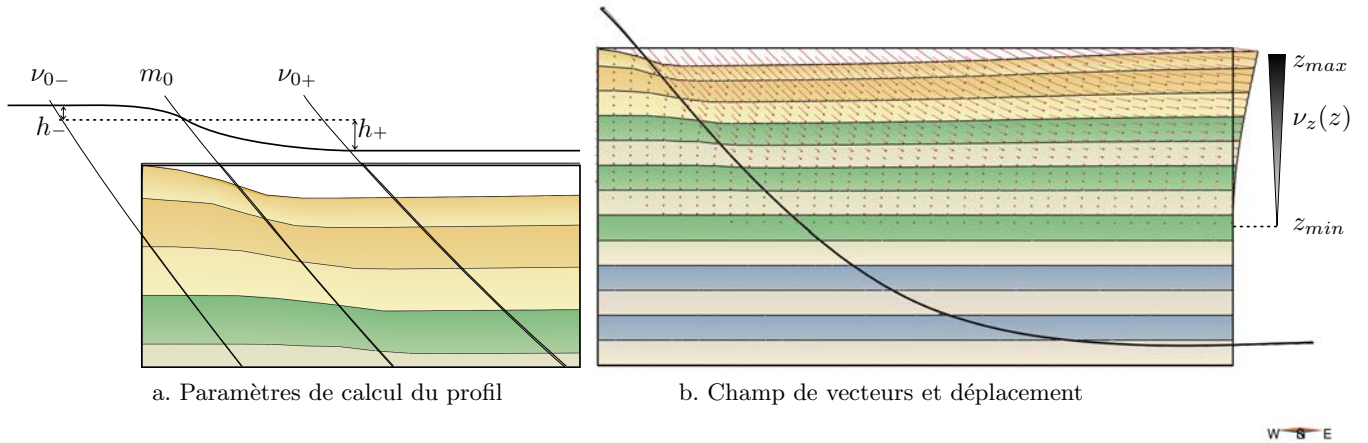 ν0− m0 ν0+
h− h+
zmax
νz(z)
zmin
a. Paramètres de calcul du profil
b. Champ de vecteurs et déplacement
W S E